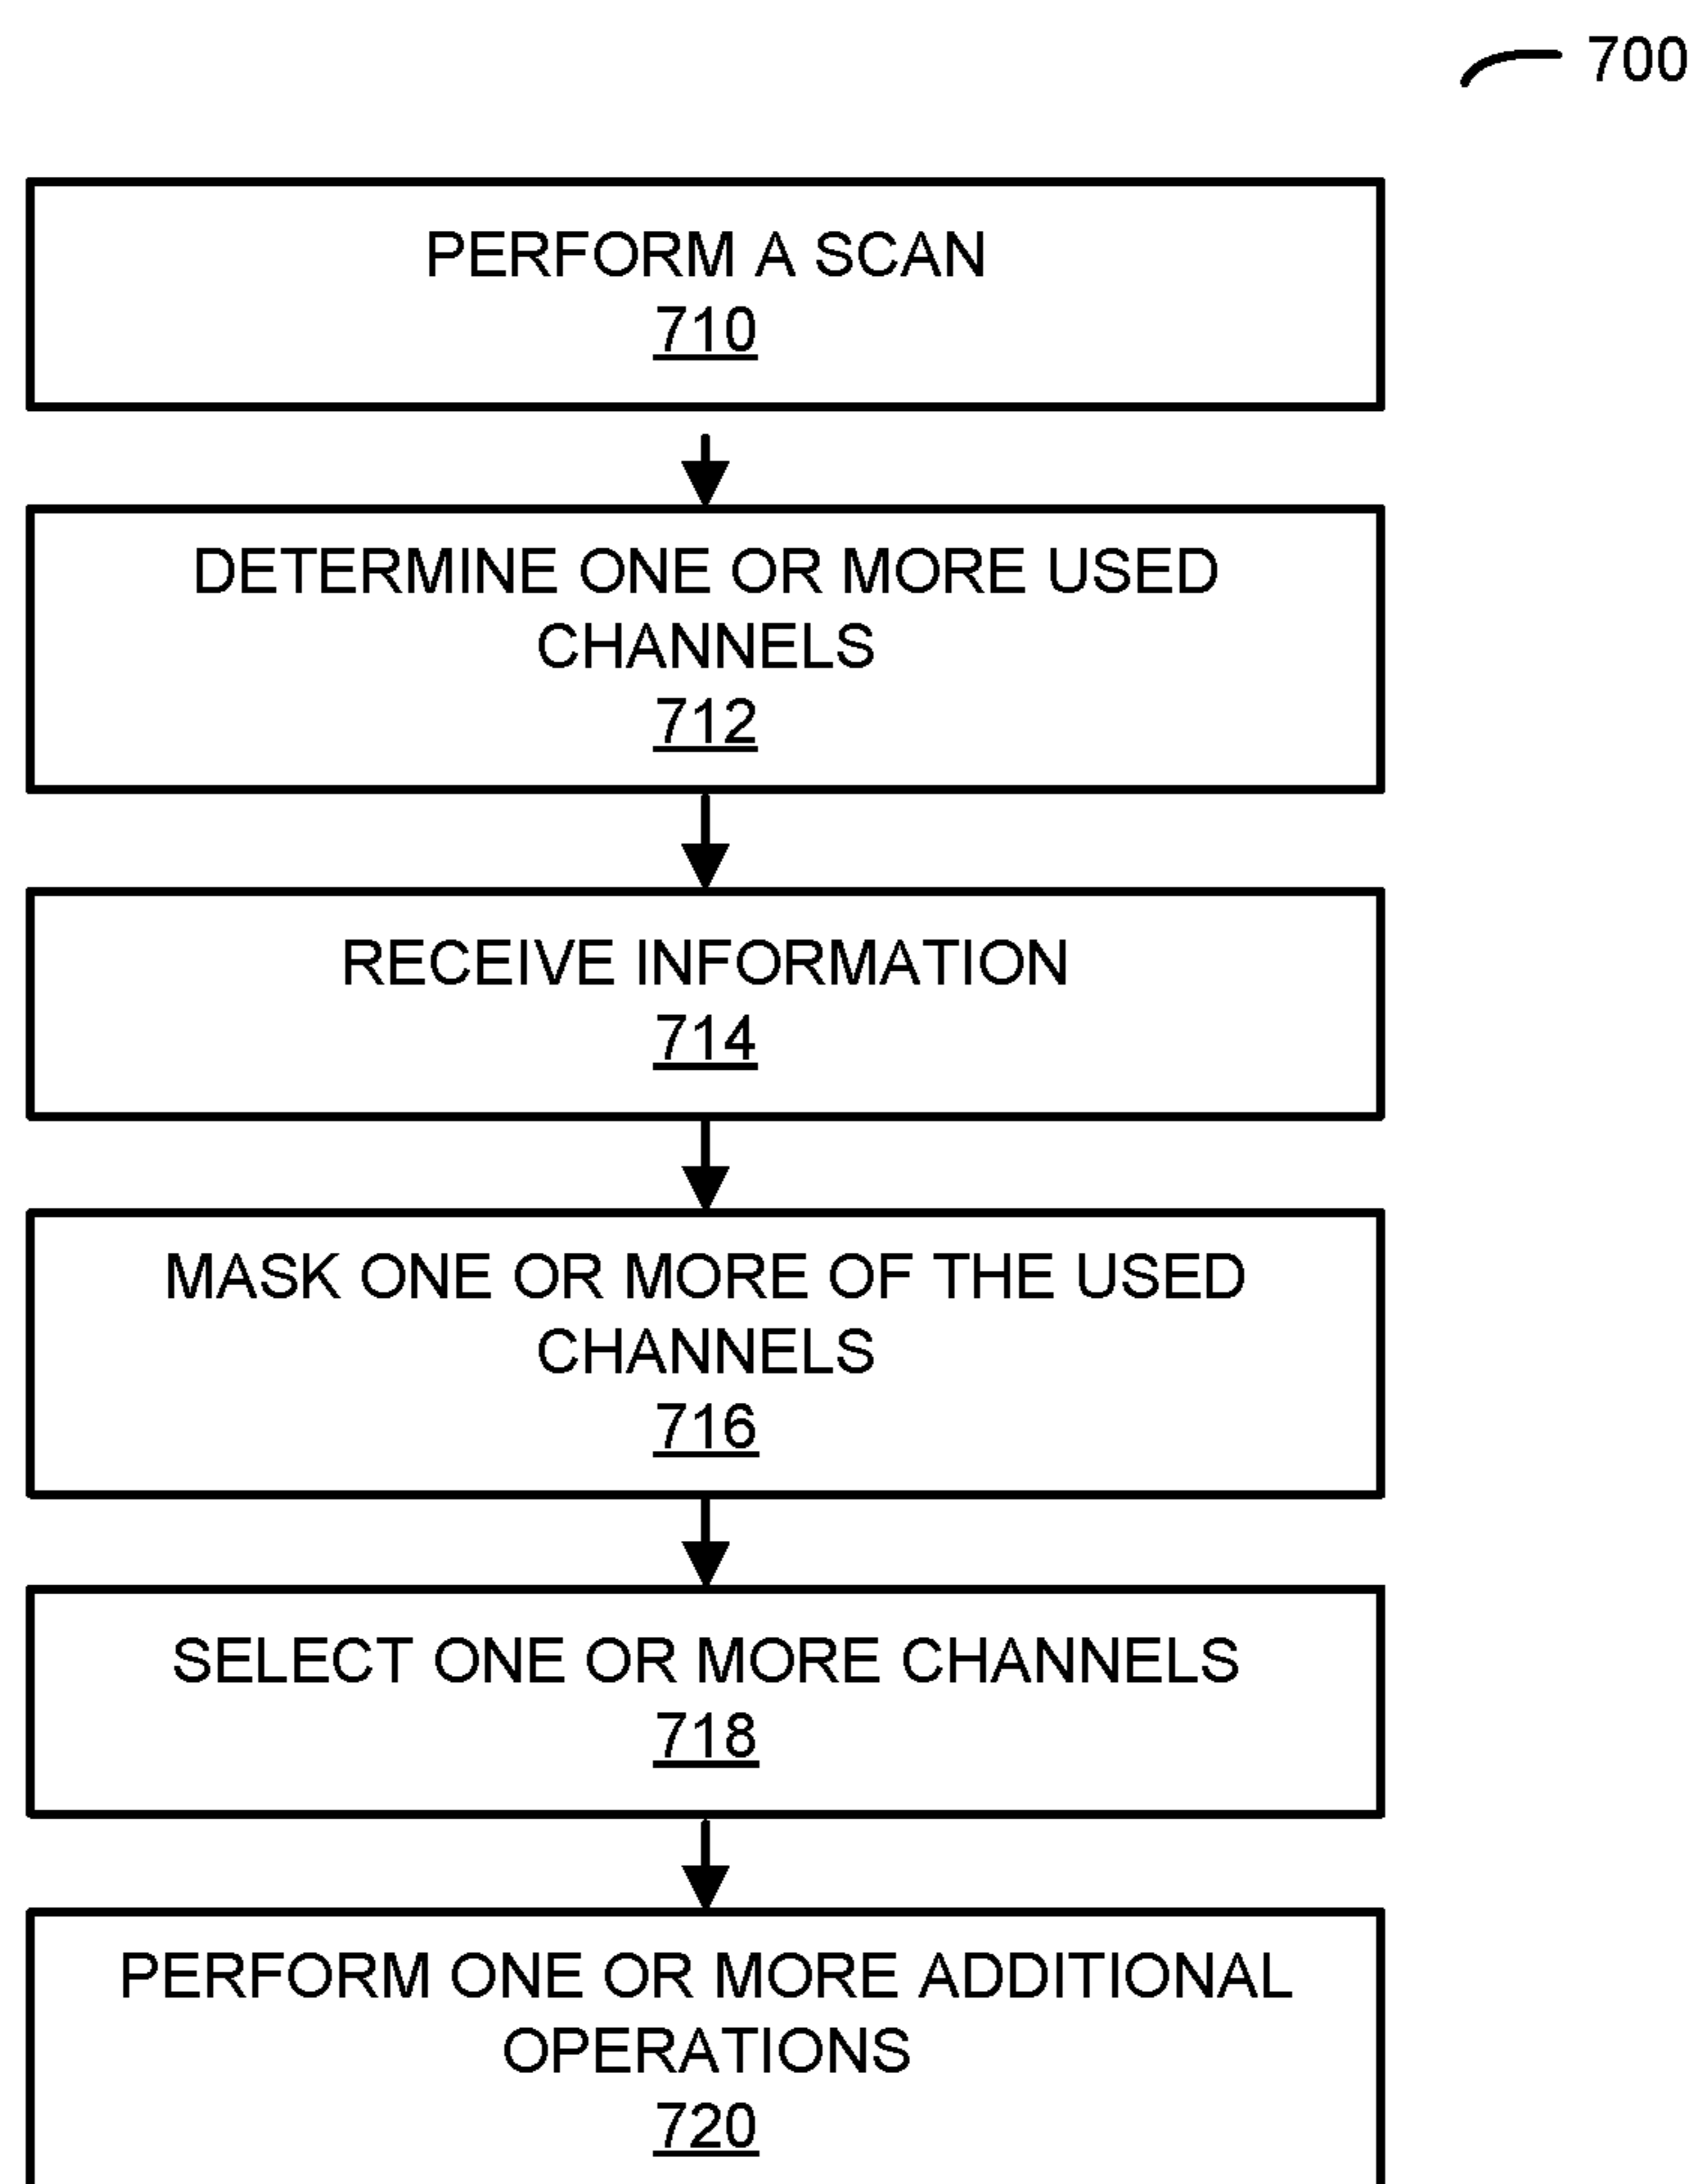 700
PERFORM A SCAN
710
DETERMINE ONE OR MORE USED
CHANNELS
712
RECEIVE INFORMATION
714
MASK ONE OR MORE OF THE USED
CHANNELS
716
SELECT ONE OR MORE CHANNELS
718
PERFORM ONE OR MORE ADDITIONAL
OPERATIONS
720